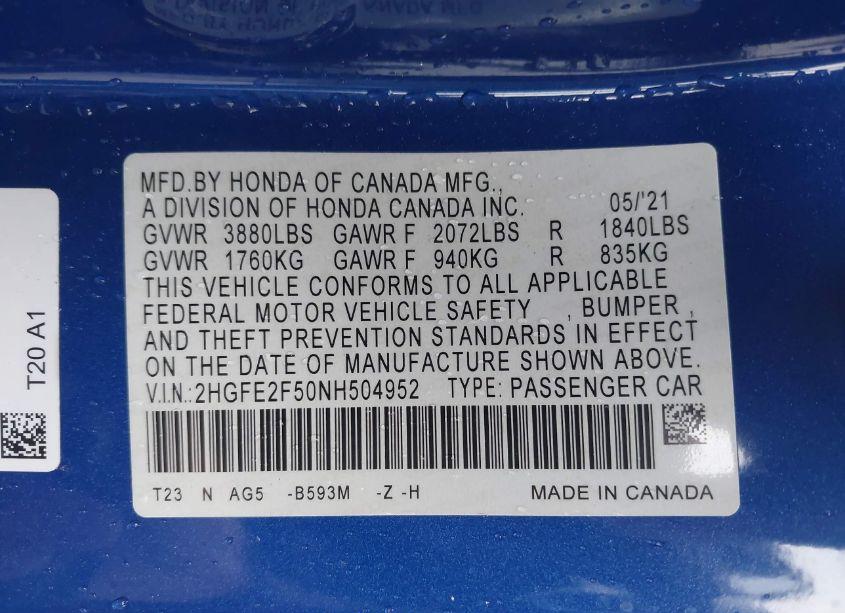 MFD.BY HONDA OF CANADA MFG.,
A DIVISION OF HONDA CANADA INC. 05/'21
GVWR 3880LBS GAWR F 2072LBS R 1840LBS
GVWR 1760KG GAWR F 940KG R 835KG
THIS VEHICLE CONFORMS TO ALL APPLICABLE
FEDERAL MOTOR VEHICLE SAFETY , BUMPER ,
AND THEFT PREVENTION STANDARDS IN EFFECT
ON THE DATE OF MANUFACTURE SHOWN ABOVE.
V.I.N.:2HGFE2F50NH504952 TYPE: PASSENGER CAR
T23 N AG5 -B593M -Z -H MADE IN CANADA
T20 A1